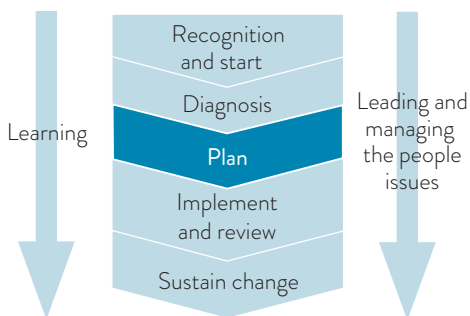 Recognition
and start
Diagnosis
Plan
Implement
and review
Sustain change
Learning
Leading and
managing
the people
issues